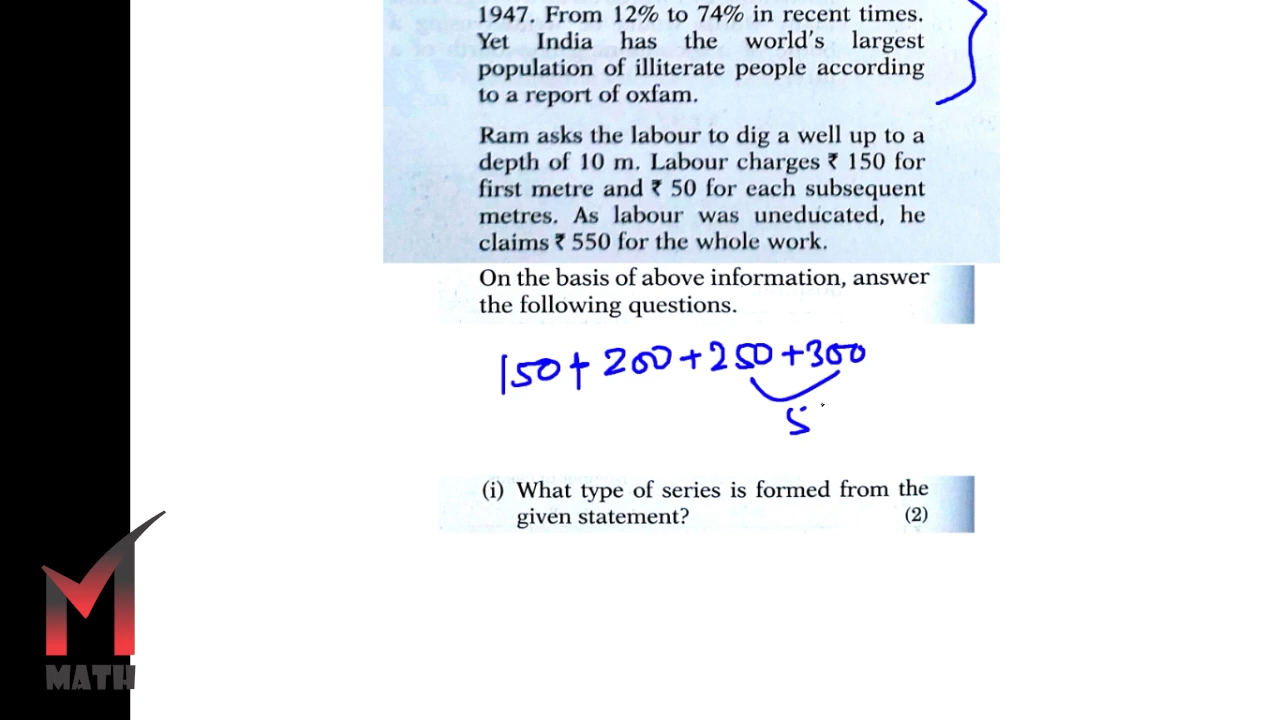 1947. From 12% to 74% in recent times.
Yet India has the world's largest
population of illiterate people according
to a report of oxfam.
Ram asks the labour to dig a well up to a
depth of 10 m. Labour charges ₹ 150 for
first metre and ₹ 50 for each subsequent
metres. As labour was uneducated, he
claims ₹ 550 for the whole work.
On the basis of above information, answer
the following questions.
150+200+250+300
5
(i) What type of series is formed from the
given statement? (2)
MATH